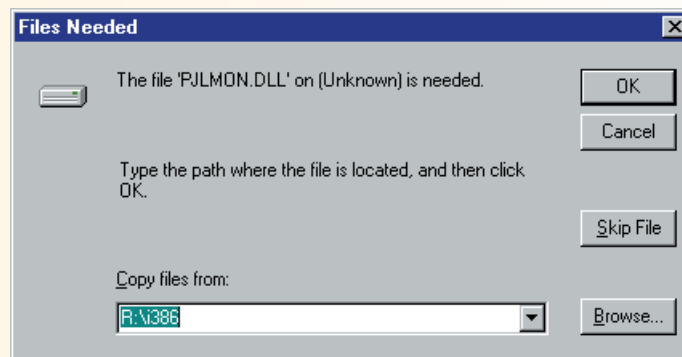 Files Needed
The file 'PJLMON.DLL' on (Unknown) is needed.
OK
Cancel
Type the path where the file is located, and then click
OK.
Skip File
Copy files from:
R:\i386
Browse...